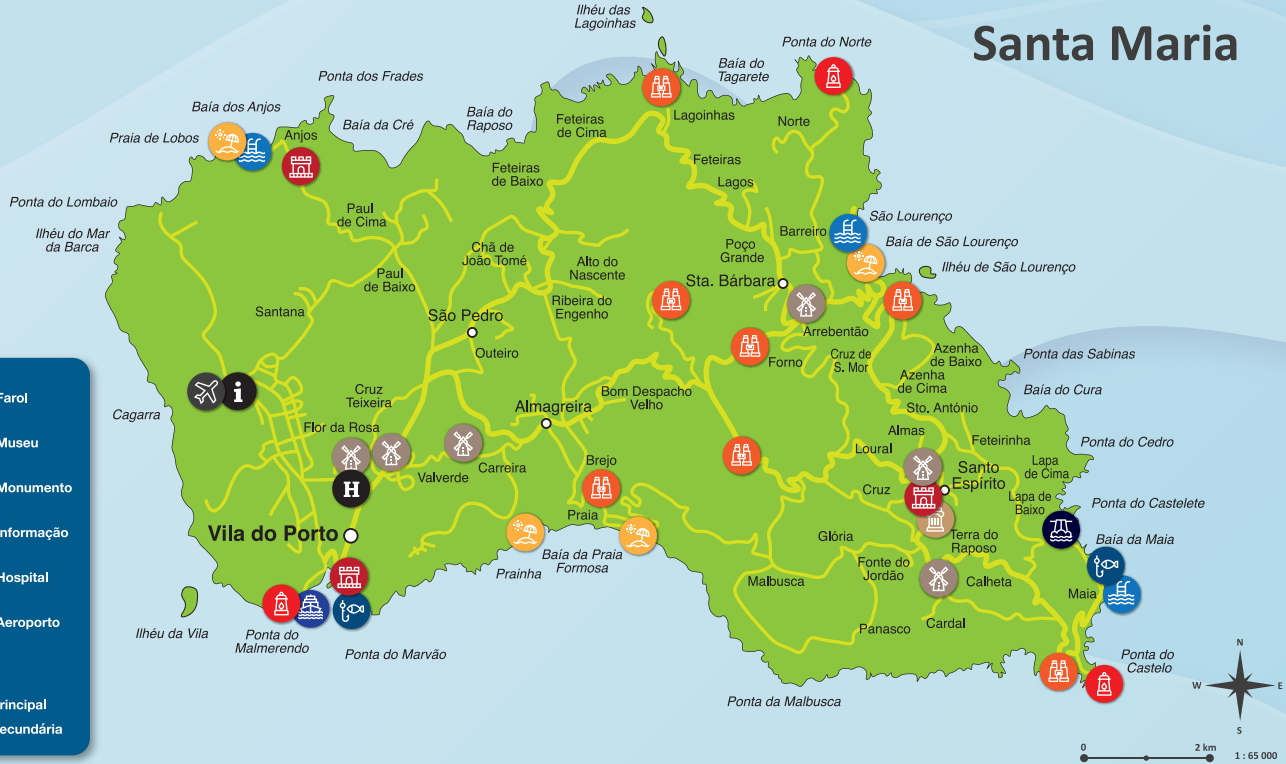 Santa Maria
Ilhéu das
Lagoinhas
Ponta do Norte
Baía do
Tagarete
Ponta dos Frades
Baía dos Anjos
Baía do
Raposo
Praia de Lobos
Anjos
Baía da Cré
Feteiras
de Cima
Lagoinhas
Norte
Feteiras
de Baixo
Feteiras
Lagos
Ponta do Lombaio
Ilhéu do Mar
da Barca
Paul
de Cima
São Lourenço
Barreiro
Baía de São Lourenço
Ilhéu de São Lourenço
Poço
Grande
Chã de
João Tomé
Alto do
Nascente
Paul
de Baixo
Sta. Bárbara
Ribeira do
Engenho
Santana
São Pedro
Arrebentão
Outeiro
Forno
Cruz de
S. Mor
Azenha
de Baixo
Azenha
de Cima
Ponta das Sabinas
Baía do Cura
Cruz
Teixeira
Bom Despacho
Velho
Cagarra
Almagreira
Sto. António
Flor da Rosa
Almas
Feteirinha
Ponta do Cedro
Loural
Valverde
Carreira
Brejo
Santo
Espírito
Lapa
de Cima
Cruz
H
i
Lapa de
Baixo
Ponta do Castelete
Praia
Vila do Porto
Glória
Terra do
Raposo
Baía da Maia
Prainha
Baía da Praia
Formosa
Fonte do
Jordão
Malbusca
Calheta
Maia
Ilhéu da Vila
Ponta do
Malmerendo
Ponta do Marvão
Panasco
Cardal
Ponta do
Castelo
Ponta da Malbusca
Farol
Museu
Monumento
nformação
Hospital
Aeroporto
rincipal
ecundária
N
W
E
S
0
2 km
1 : 65 000